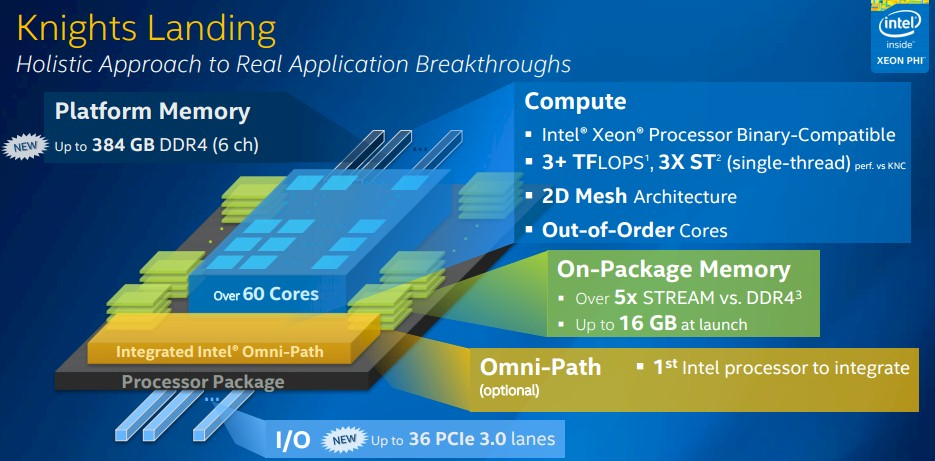 Knights Landing
Holistic Approach to Real Application Breakthroughs
intel®
inside™
XEON PHI™
Platform Memory
NEW Up to 384 GB DDR4 (6 ch)
Compute
▪ Intel® Xeon® Processor Binary-Compatible
▪ 3+ TFLOPS¹, 3X ST² (single-thread) perf. vs KNC
▪ 2D Mesh Architecture
▪ Out-of-Order Cores
On-Package Memory
▪ Over 5x STREAM vs. DDR4³
▪ Up to 16 GB at launch
Over 60 Cores
Integrated Intel® Omni-Path
Processor Package
Omni-Path
(optional)
▪ 1st Intel processor to integrate
I/O NEW Up to 36 PCIe 3.0 lanes